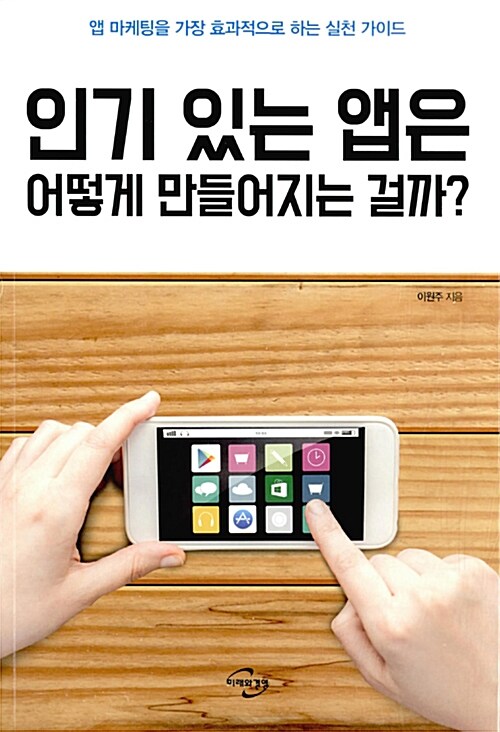 앱 마케팅을 가장 효과적으로 하는 실천 가이드
인기 있는 앱은
어떻게 만들어지는 걸까?
이원주 지음
미래와경영